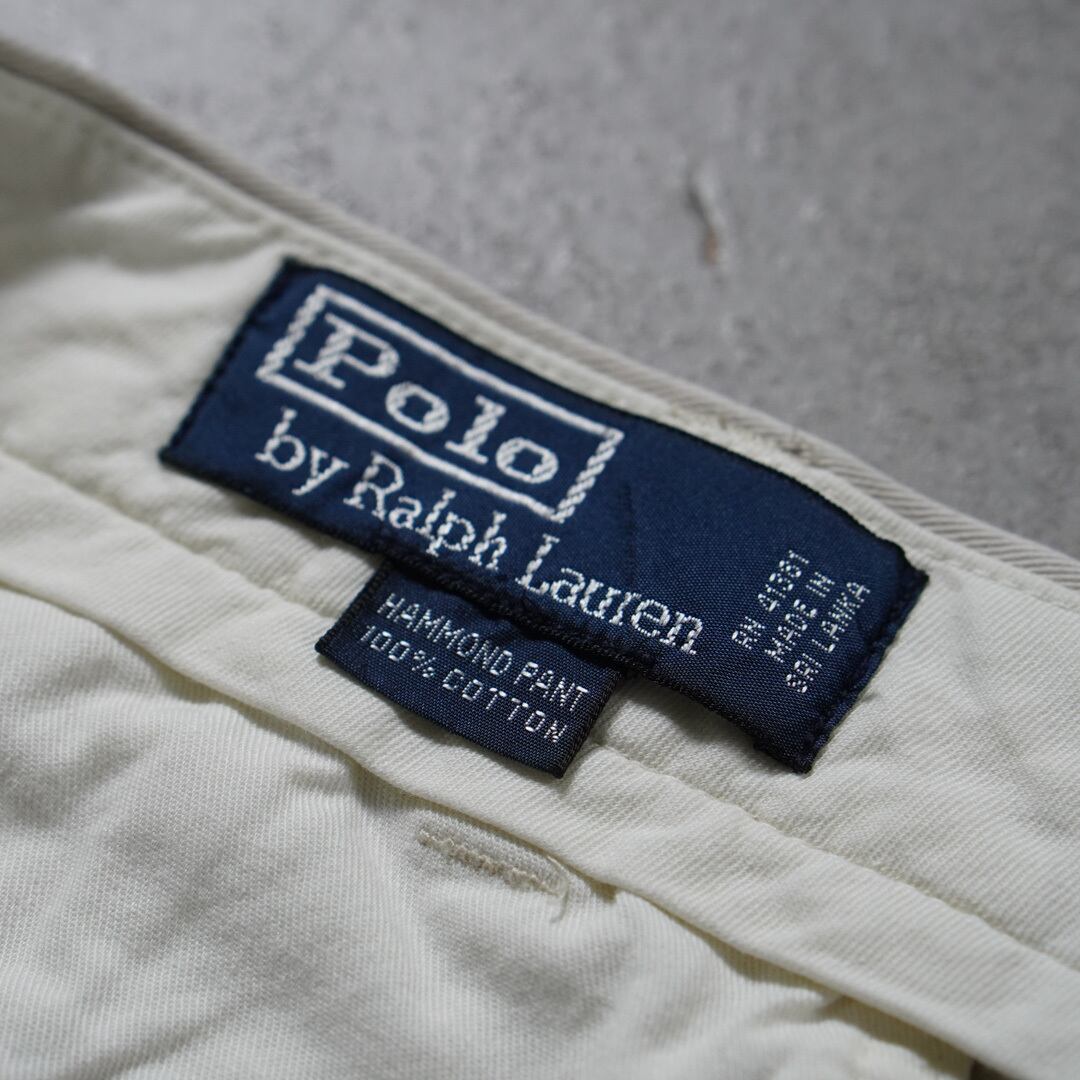 Polo
by Ralph Lauren
RN 41381
MADE IN
SRI LANKA
HAMMOND PANT
100% COTTON